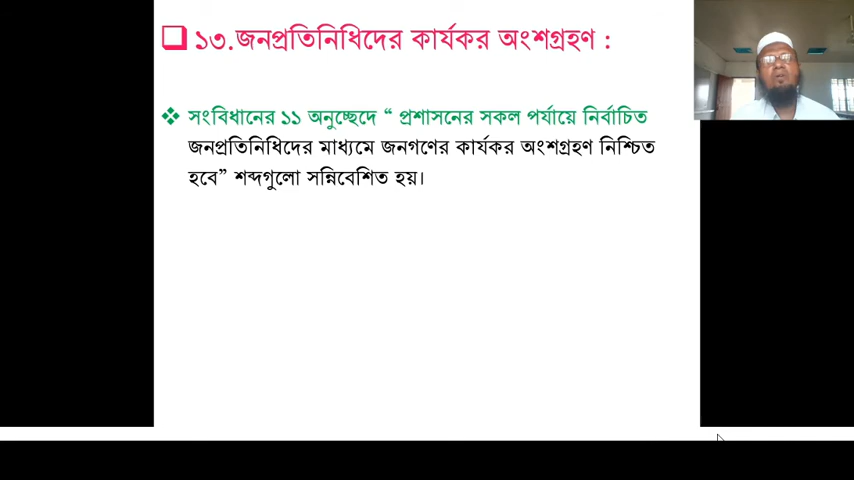 ১৩.জনপ্রতিনিধিদের কার্যকর অংশগ্রহণ :
সংবিধানের ১১ অনুচ্ছেদে “ প্রশাসনের সকল পর্যায়ে নির্বাচিত
জনপ্রতিনিধিদের মাধ্যমে জনগণের কার্যকর অংশগ্রহণ নিশ্চিত
হবে” শব্দগুলো সন্নিবেশিত হয়।